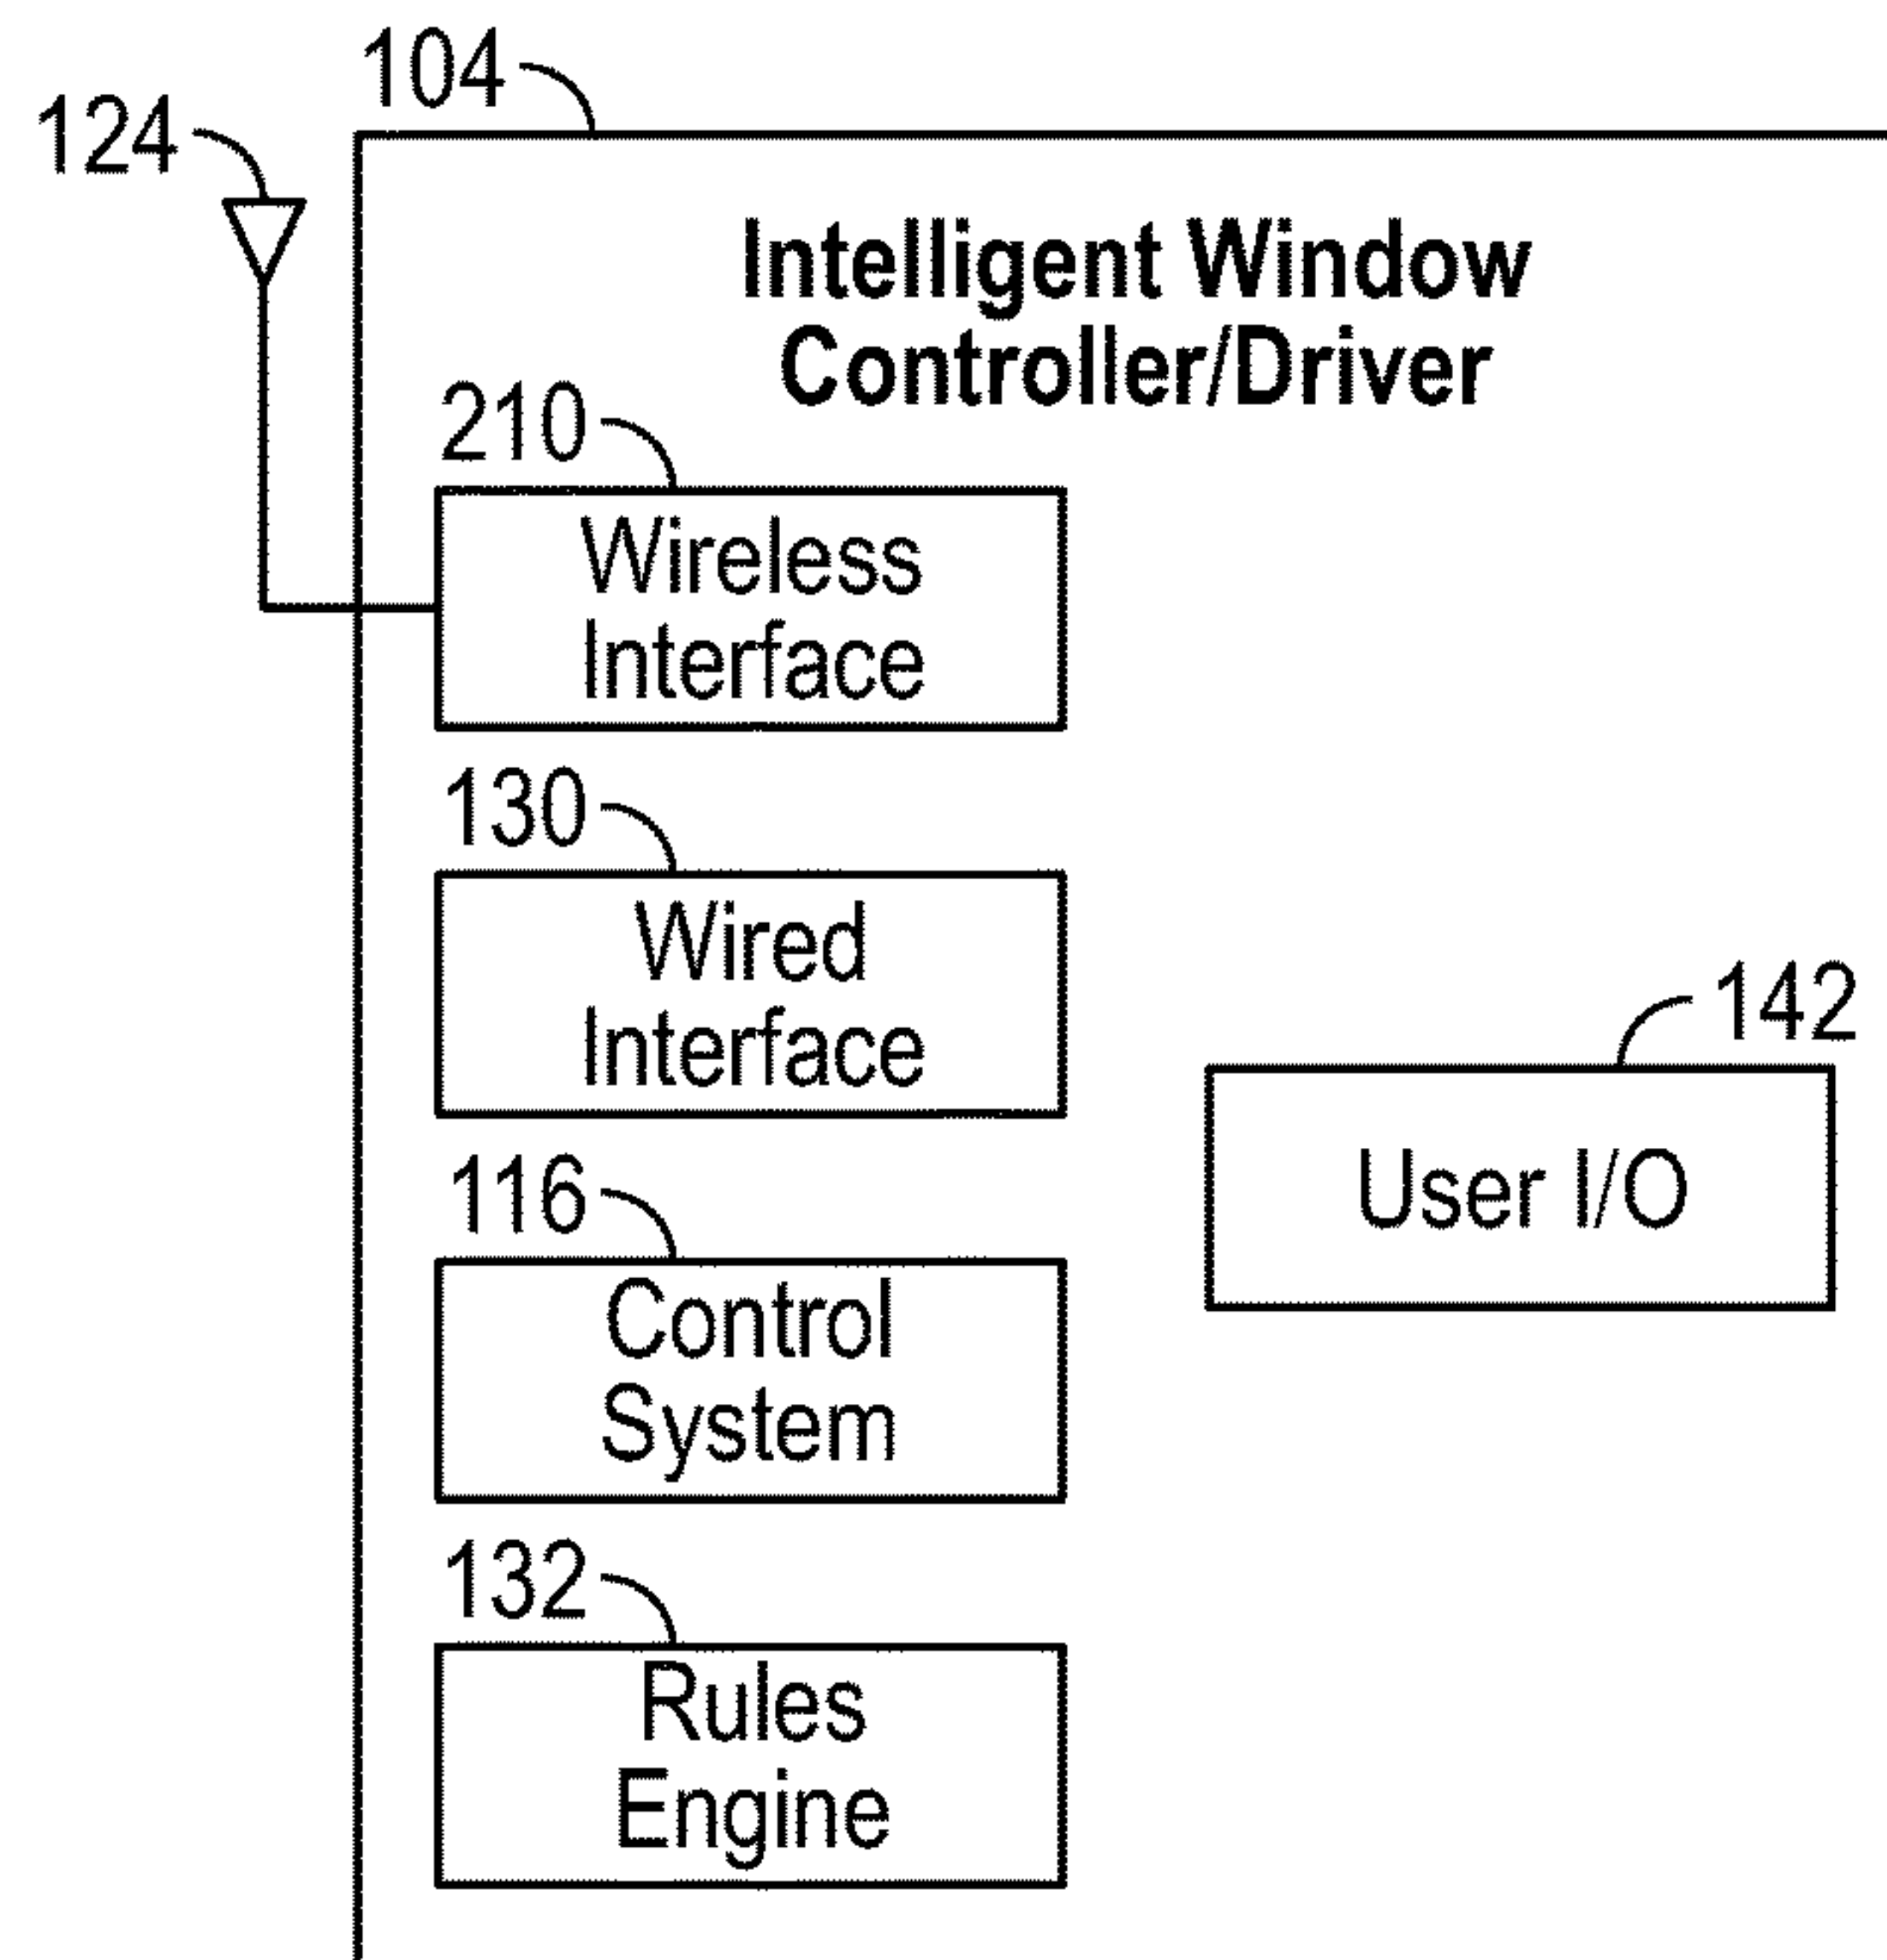 104
124
Intelligent Window
Controller/Driver
210
Wireless
Interface
130
Wired
Interface
142
User I/O
116
Control
System
132
Rules
Engine